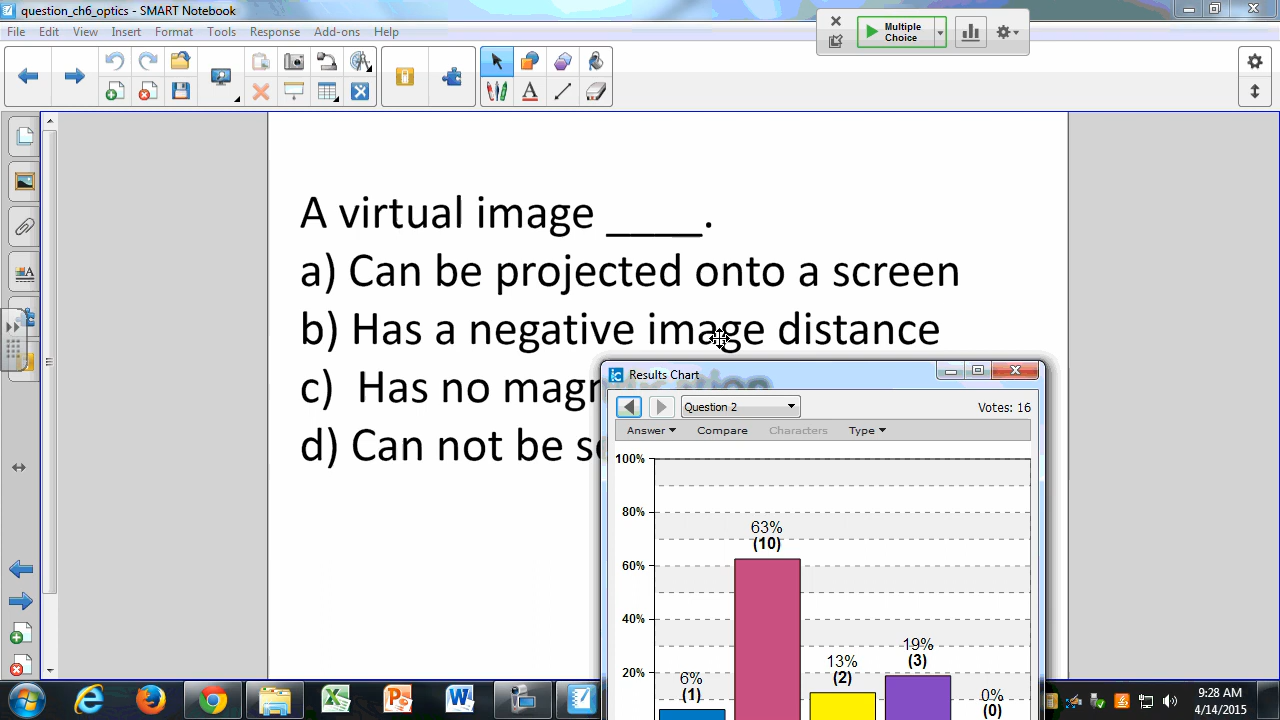 question_ch6_optics - SMART Notebook
File Edit View Insert Format Tools Response Add-ons Help
Multiple
Choice
A virtual image ____.
a) Can be projected onto a screen
b) Has a negative image distance
c) Has no magnification
d) Can not be
Results Chart
Question 2
Votes: 16
Answer Compare Characters Type
100%
80%
60%
40%
20%
6%
(1)
63%
(10)
13%
(2)
19%
(3)
0%
(0)
9:28 AM
4/14/2015